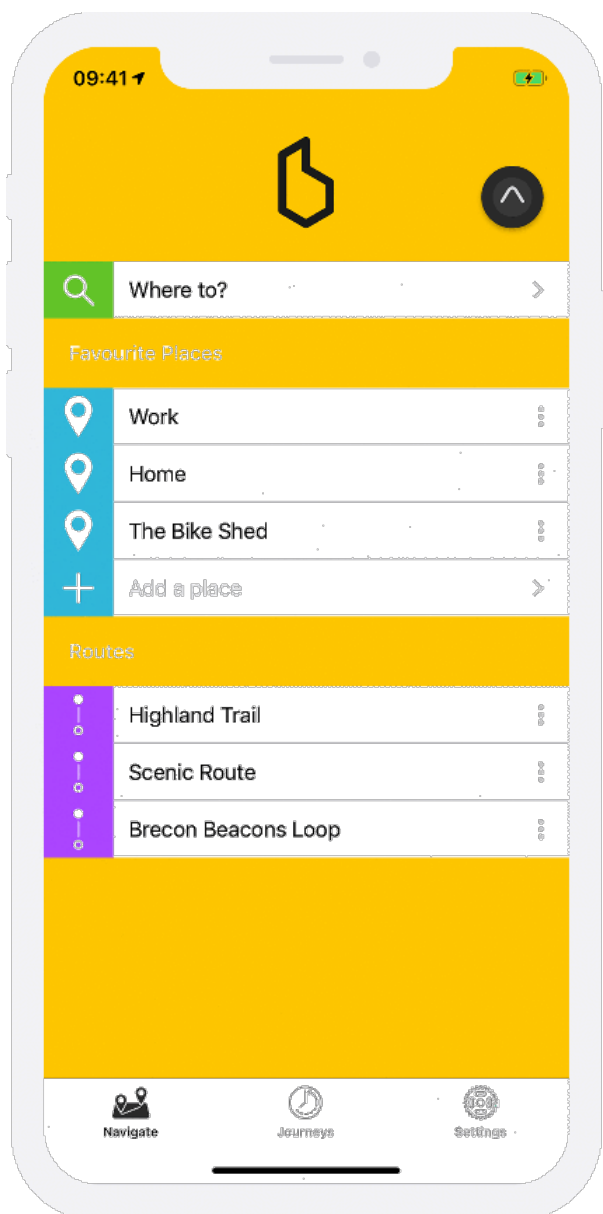 09:41
Where to?
Favourite Places
Work
Home
The Bike Shed
Add a place
Routes
Highland Trail
Scenic Route
Brecon Beacons Loop
Navigate
Journeys
Settings